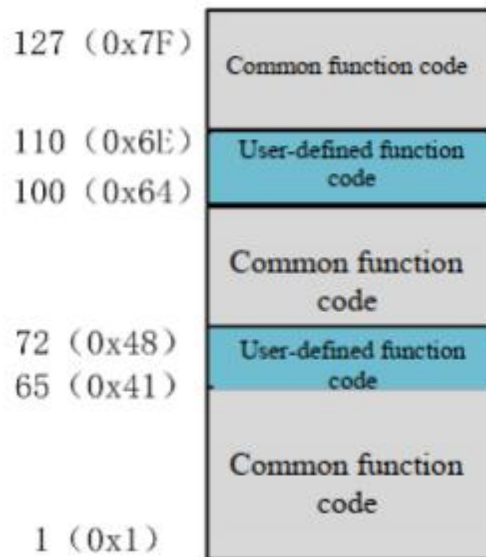 127（0x7F）
Common function code
110（0x6E）
User-defined function
code
100（0x64）
Common function
code
72（0x48）
User-defined function
code
65（0x41）
Common function
code
1（0x1）